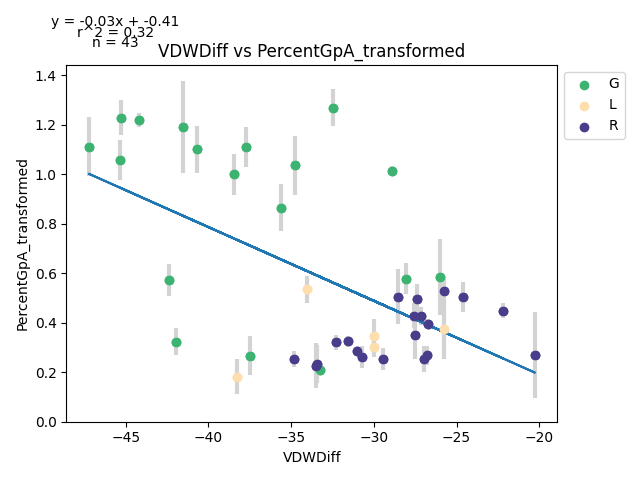 y = -0.03x + -0.41
r^2 = 0.32
n = 43
VDWDiff vs PercentGpA_transformed
PercentGpA_transformed
1.4
1.2
1.0
0.8
0.6
0.4
0.2
0.0
−45
−40
−35
−30
−25
−20
VDWDiff
G
L
R